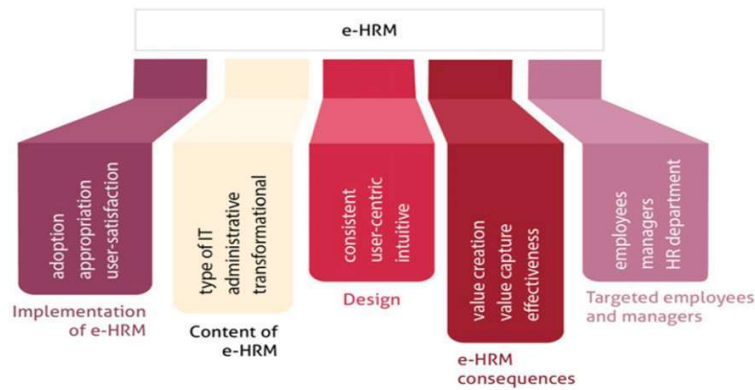 e-HRM
adoption
appropriation
user-satisfaction
Implementation
of e-HRM
type of IT
administrative
transformational
Content of
e-HRM
consistent
user-centric
intuitive
Design
value creation
value capture
effectiveness
e-HRM
consequences
employees
managers
HR department
Targeted employees
and managers